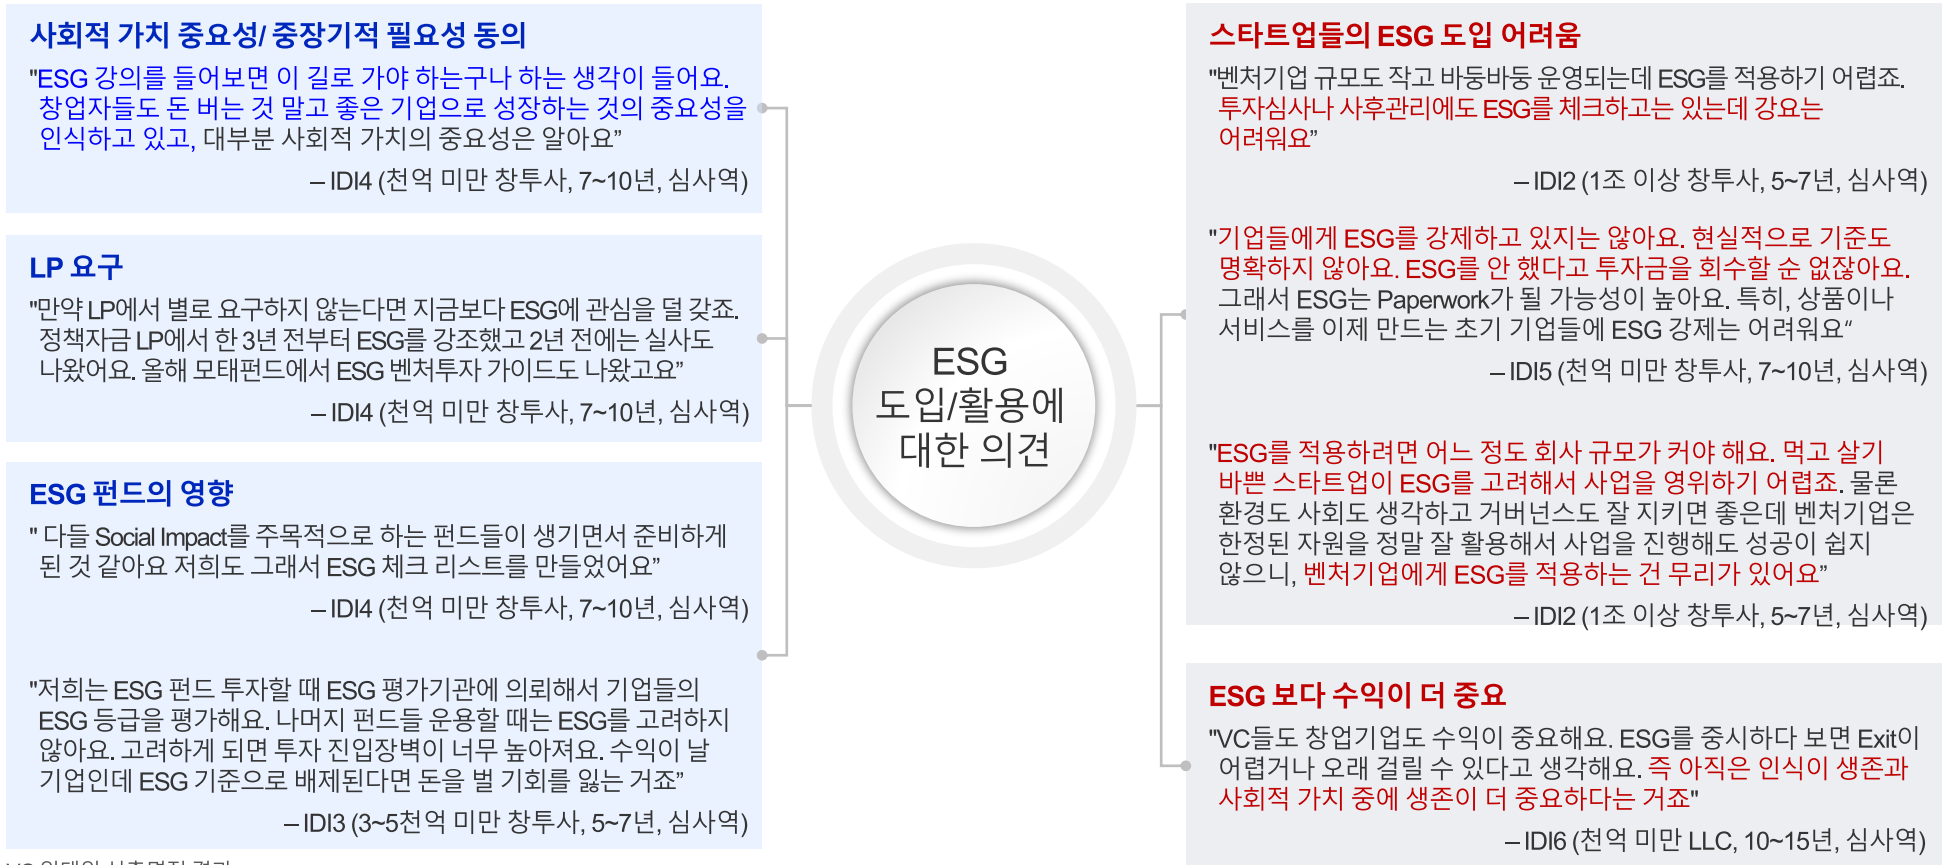 사회적 가치 중요성/ 중장기적 필요성 동의
"ESG 강의를 들어보면 이 길로 가야 하는구나 하는 생각이 들어요.
창업자들도 돈 버는 것 말고 좋은 기업으로 성장하는 것의 중요성을
인식하고 있고, 대부분 사회적 가치의 중요성은 알아요”
– IDI4 (천억 미만 창투사, 7~10년, 심사역)
LP 요구
"만약 LP에서 별로 요구하지 않는다면 지금보다 ESG에 관심을 덜 갖죠.
정책자금 LP에서 한 3년 전부터 ESG를 강조했고 2년 전에는 실사도
나왔어요. 올해 모태펀드에서 ESG 벤처투자 가이드도 나왔고요”
– IDI4 (천억 미만 창투사, 7~10년, 심사역)
ESG 펀드의 영향
" 다들 Social Impact를 주목적으로 하는 펀드들이 생기면서 준비하게
된 것 같아요 저희도 그래서 ESG 체크 리스트를 만들었어요”
– IDI4 (천억 미만 창투사, 7~10년, 심사역)
"저희는 ESG 펀드 투자할 때 ESG 평가기관에 의뢰해서 기업들의
ESG 등급을 평가해요. 나머지 펀드들 운용할 때는 ESG를 고려하지
않아요. 고려하게 되면 투자 진입장벽이 너무 높아져요. 수익이 날
기업인데 ESG 기준으로 배제된다면 돈을 벌 기회를 잃는 거죠”
– IDI3 (3~5천억 미만 창투사, 5~7년, 심사역)
ESG
도입/활용에
대한 의견
스타트업들의 ESG 도입 어려움
"벤처기업 규모도 작고 바둥바둥 운영되는데 ESG를 적용하기 어렵죠.
투자심사나 사후관리에도 ESG를 체크하고는 있는데 강요는
어려워요”
– IDI2 (1조 이상 창투사, 5~7년, 심사역)
"기업들에게 ESG를 강제하고 있지는 않아요. 현실적으로 기준도
명확하지 않아요. ESG를 안 했다고 투자금을 회수할 순 없잖아요.
그래서 ESG는 Paperwork가 될 가능성이 높아요. 특히, 상품이나
서비스를 이제 만드는 초기 기업들에 ESG 강제는 어려워요“
– IDI5 (천억 미만 창투사, 7~10년, 심사역)
"ESG를 적용하려면 어느 정도 회사 규모가 커야 해요. 먹고 살기
바쁜 스타트업이 ESG를 고려해서 사업을 영위하기 어렵죠. 물론
환경도 사회도 생각하고 거버넌스도 잘 지키면 좋은데 벤처기업은
한정된 자원을 정말 잘 활용해서 사업을 진행해도 성공이 쉽지
않으니, 벤처기업에게 ESG를 적용하는 건 무리가 있어요”
– IDI2 (1조 이상 창투사, 5~7년, 심사역)
ESG 보다 수익이 더 중요
"VC들도 창업기업도 수익이 중요해요. ESG를 중시하다 보면 Exit이
어렵거나 오래 걸릴 수 있다고 생각해요. 즉 아직은 인식이 생존과
사회적 가치 중에 생존이 더 중요하다는 거죠"
– IDI6 (천억 미만 LLC, 10~15년, 심사역)